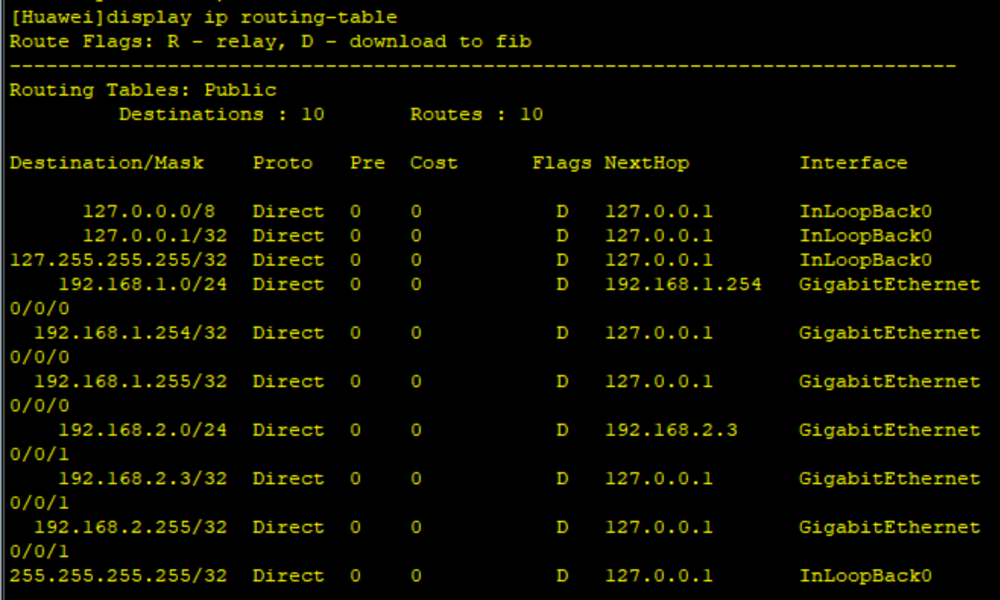 [Huawei]display ip routing-table
Route Flags: R - relay, D - download to fib
------------------------------------------------------------------------------
Routing Tables: Public
         Destinations : 10       Routes : 10

Destination/Mask    Proto   Pre  Cost      Flags NextHop         Interface

      127.0.0.0/8   Direct  0    0           D   127.0.0.1       InLoopBack0
      127.0.0.1/32  Direct  0    0           D   127.0.0.1       InLoopBack0
127.255.255.255/32  Direct  0    0           D   127.0.0.1       InLoopBack0
    192.168.1.0/24  Direct  0    0           D   192.168.1.254   GigabitEthernet
0/0/0
  192.168.1.254/32  Direct  0    0           D   127.0.0.1       GigabitEthernet
0/0/0
  192.168.1.255/32  Direct  0    0           D   127.0.0.1       GigabitEthernet
0/0/0
    192.168.2.0/24  Direct  0    0           D   192.168.2.3     GigabitEthernet
0/0/1
    192.168.2.3/32  Direct  0    0           D   127.0.0.1       GigabitEthernet
0/0/1
  192.168.2.255/32  Direct  0    0           D   127.0.0.1       GigabitEthernet
0/0/1
255.255.255.255/32  Direct  0    0           D   127.0.0.1       InLoopBack0